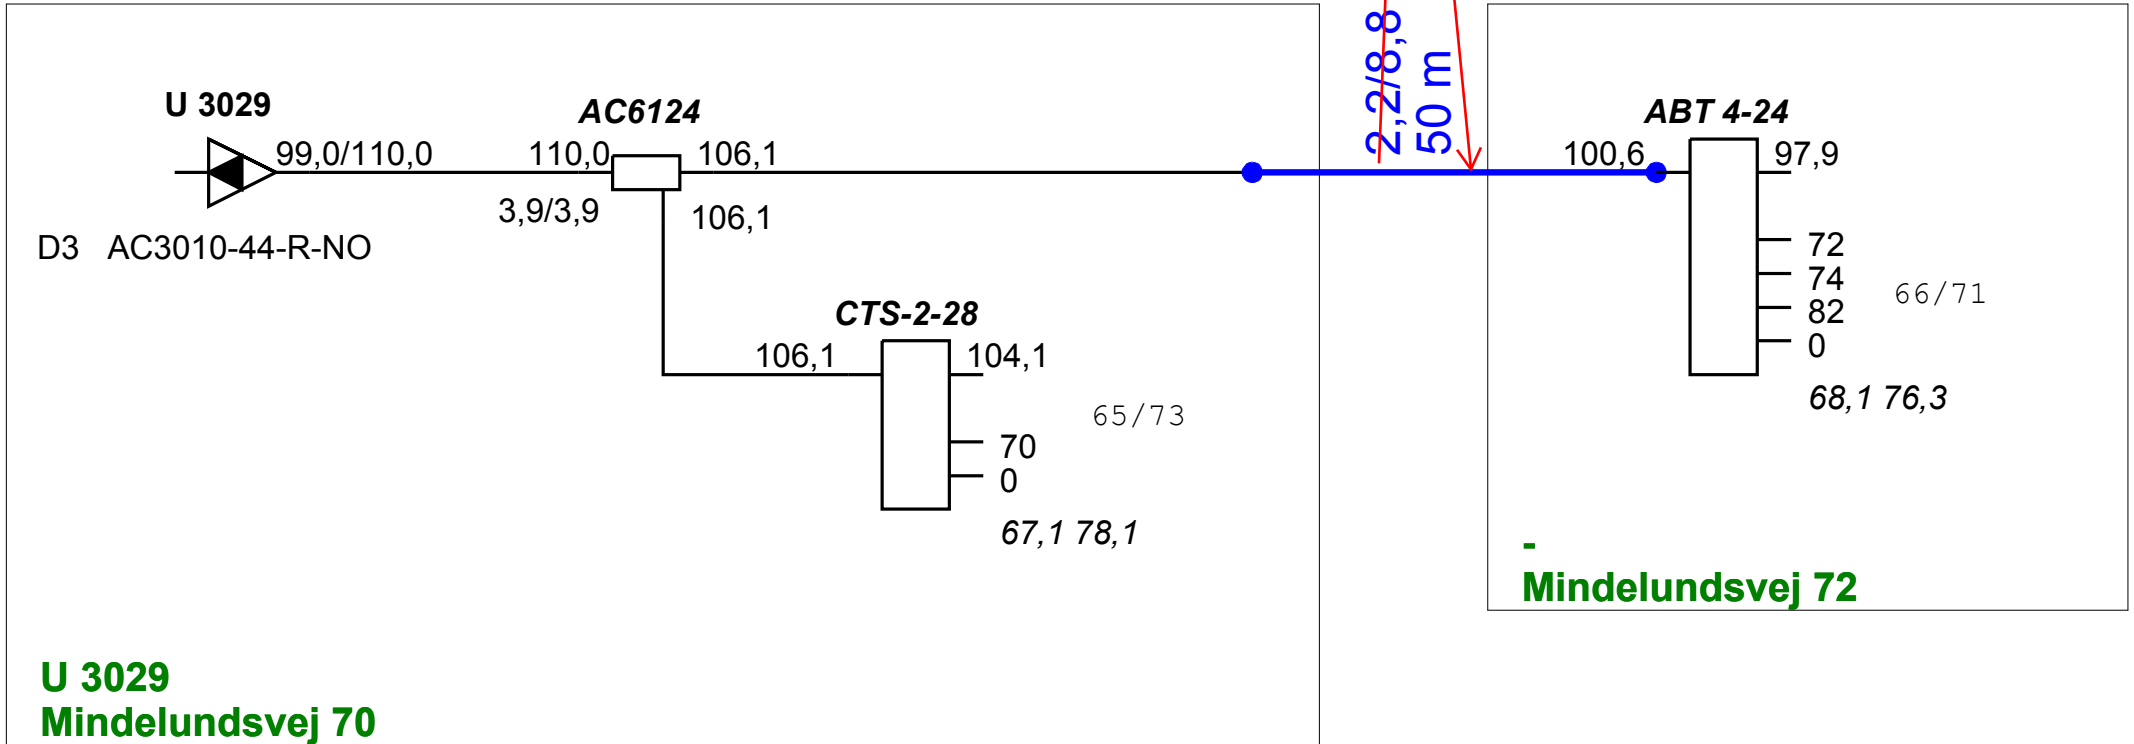 U 3029
99,0/110,0
D3 AC3010-44-R-NO
AC6124
110,0
106,1
3,9/3,9
106,1
CTS-2-28
106,1
104,1
65/73
70
0
67,1 78,1
U 3029
Mindelundsvej 70
2,2/8,8
50 m
ABT 4-24
100,6
97,9
72
74
82
0
66/71
68,1 76,3
-
Mindelundsvej 72